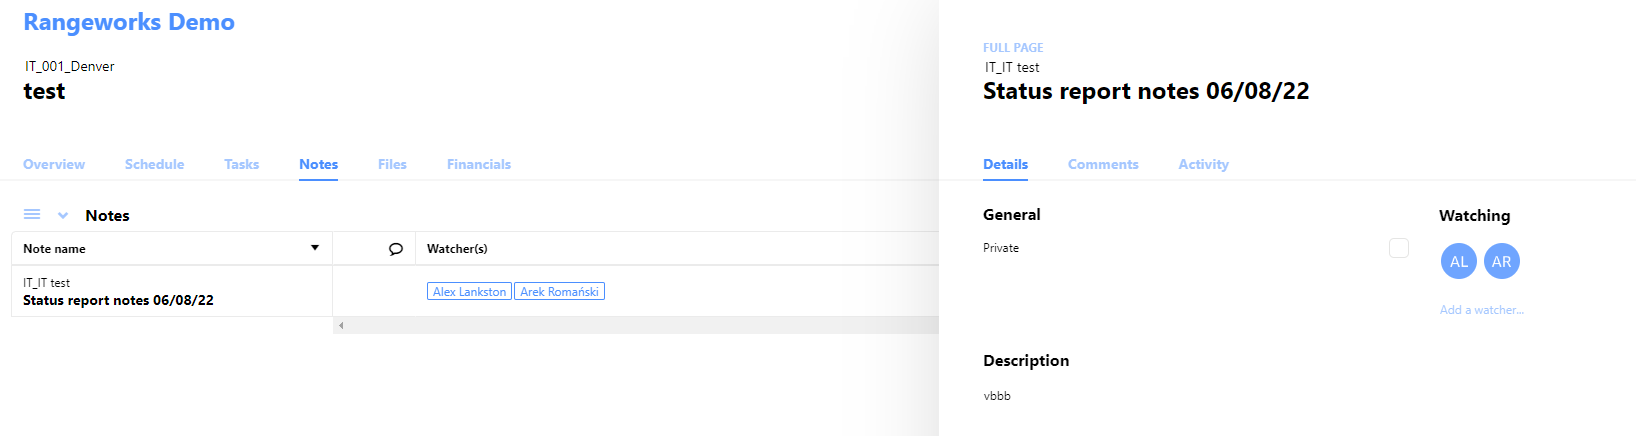 Rangeworks Demo
IT_001_Denver
test
Overview Schedule Tasks Notes Files Financials
Notes
Note name Watcher(s)
IT_IT test
Status report notes 06/08/22
Alex Lankston Arek Romański
FULL PAGE
IT_IT test
Status report notes 06/08/22
Details Comments Activity
General
Private
Watching
AL AR
Add a watcher...
Description
vbbb